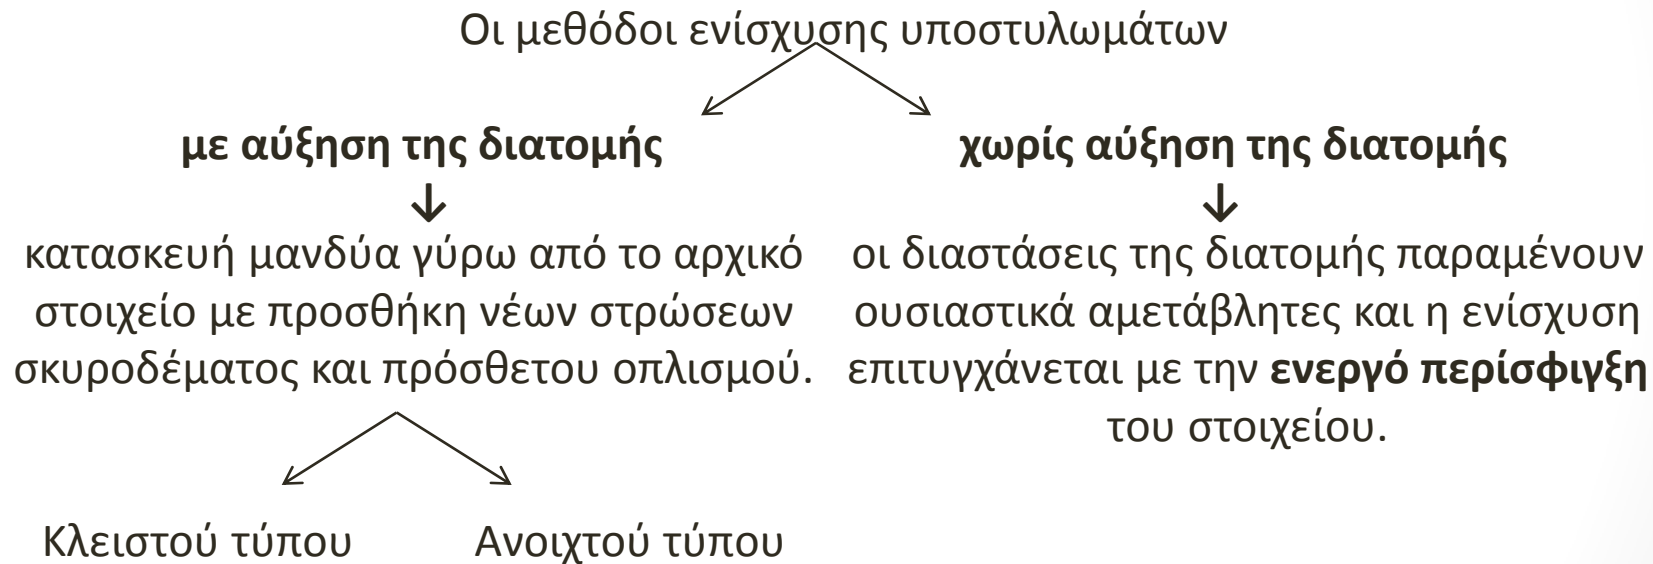 Οι μεθόδοι ενίσχυσης υποστυλωμάτων
με αύξηση της διατομής
κατασκευή μανδύα γύρω από το αρχικό
στοιχείο με προσθήκη νέων στρώσεων
σκυροδέματος και πρόσθετου οπλισμού.
Κλειστού τύπου
Ανοιχτού τύπου
χωρίς αύξηση της διατομής
οι διαστάσεις της διατομής παραμένουν
ουσιαστικά αμετάβλητες και η ενίσχυση
επιτυγχάνεται με την ενεργό περίσφιγξη
του στοιχείου.